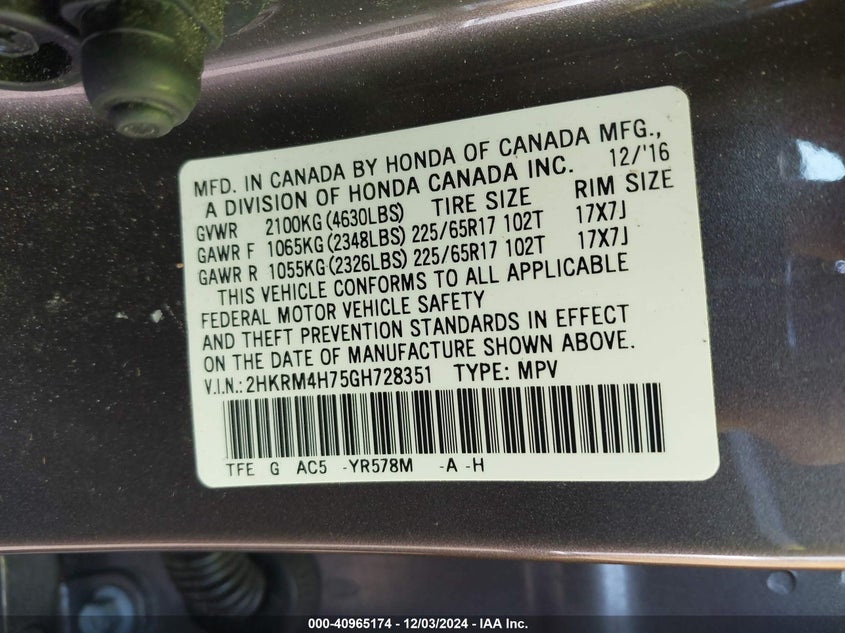 MFD. IN CANADA BY HONDA OF CANADA MFG.,
A DIVISION OF HONDA CANADA INC. 12/'16
GVWR 2100KG(4630LBS) TIRE SIZE RIM SIZE
GAWR F 1065KG(2348LBS) 225/65R17 102T 17X7J
GAWR R 1055KG(2326LBS) 225/65R17 102T 17X7J
THIS VEHICLE CONFORMS TO ALL APPLICABLE
FEDERAL MOTOR VEHICLE SAFETY
AND THEFT PREVENTION STANDARDS IN EFFECT
ON THE DATE OF MANUFACTURE SHOWN ABOVE.
V.I.N.: 2HKRM4H75GH728351 TYPE: MPV
TFE G AC5 -YR578M -A -H
000-40965174 - 12/03/2024 - IAA Inc.